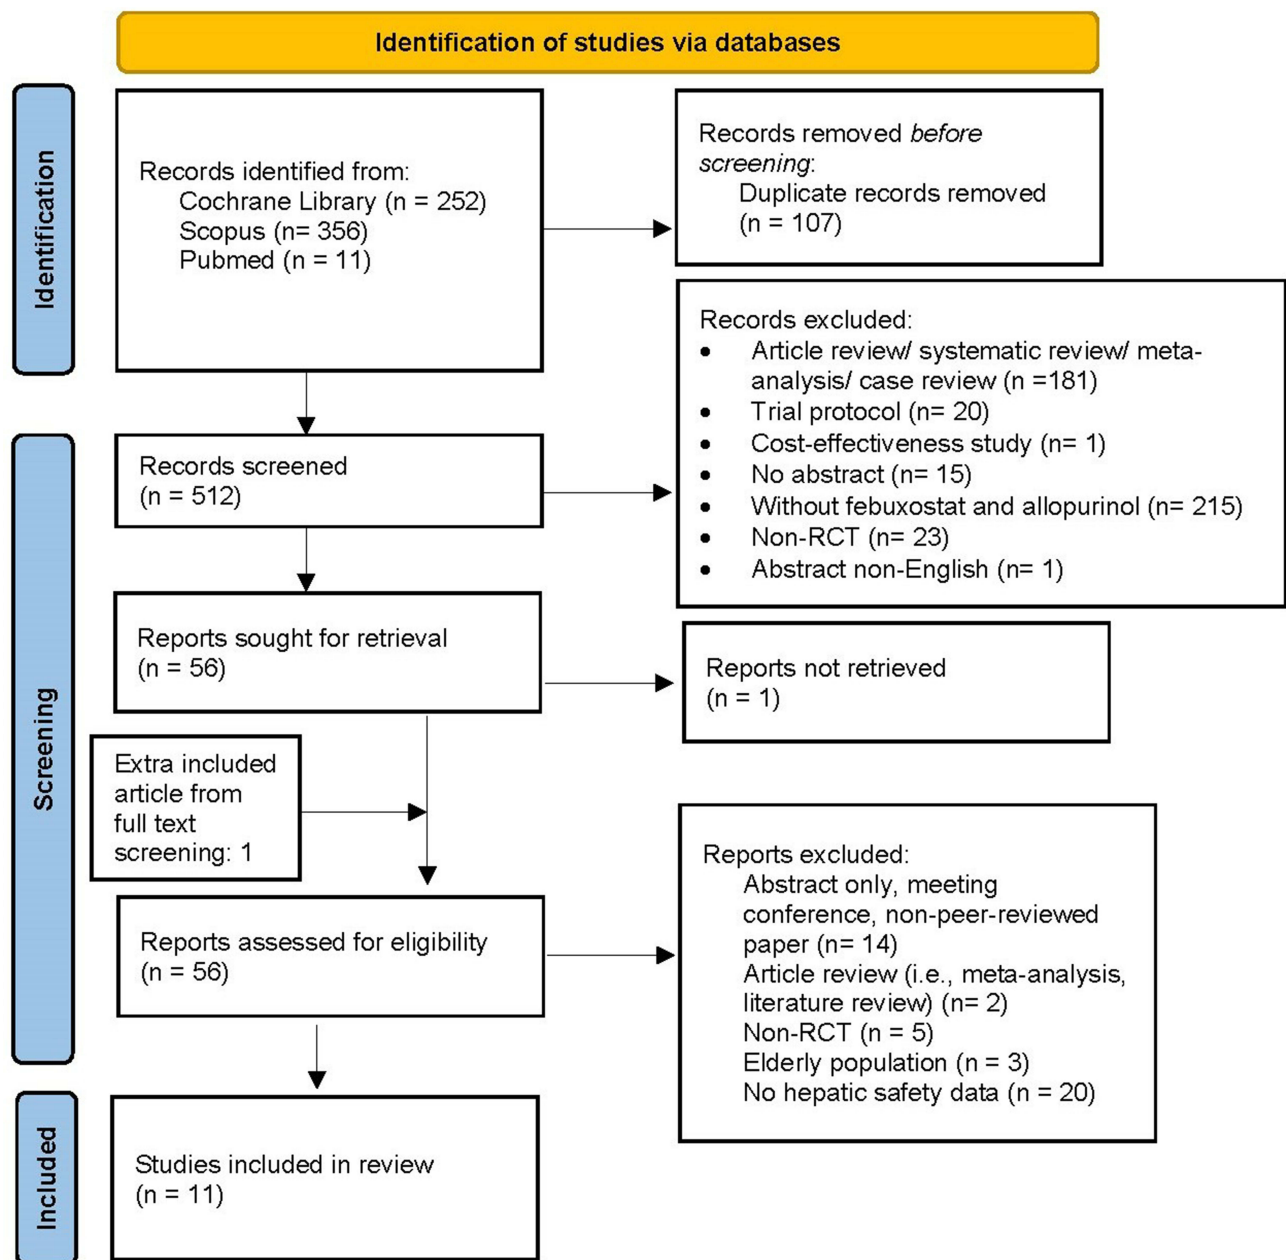 Identification of studies via databases
Identification
Records identified from:
Cochrane Library (n = 252)
Scopus (n= 356)
Pubmed (n = 11)
Records removed before
screening:
Duplicate records removed
(n = 107)
Screening
Records screened
(n = 512)
Records excluded:
• Article review/ systematic review/ meta-
analysis/ case review (n =181)
• Trial protocol (n= 20)
• Cost-effectiveness study (n= 1)
• No abstract (n= 15)
• Without febuxostat and allopurinol (n= 215)
• Non-RCT (n= 23)
• Abstract non-English (n= 1)
Reports sought for retrieval
(n = 56)
Reports not retrieved
(n = 1)
Extra included
article from
full text
screening: 1
Reports assessed for eligibility
(n = 56)
Reports excluded:
Abstract only, meeting
conference, non-peer-reviewed
paper (n= 14)
Article review (i.e., meta-analysis,
literature review) (n= 2)
Non-RCT (n = 5)
Elderly population (n = 3)
No hepatic safety data (n = 20)
Included
Studies included in review
(n = 11)